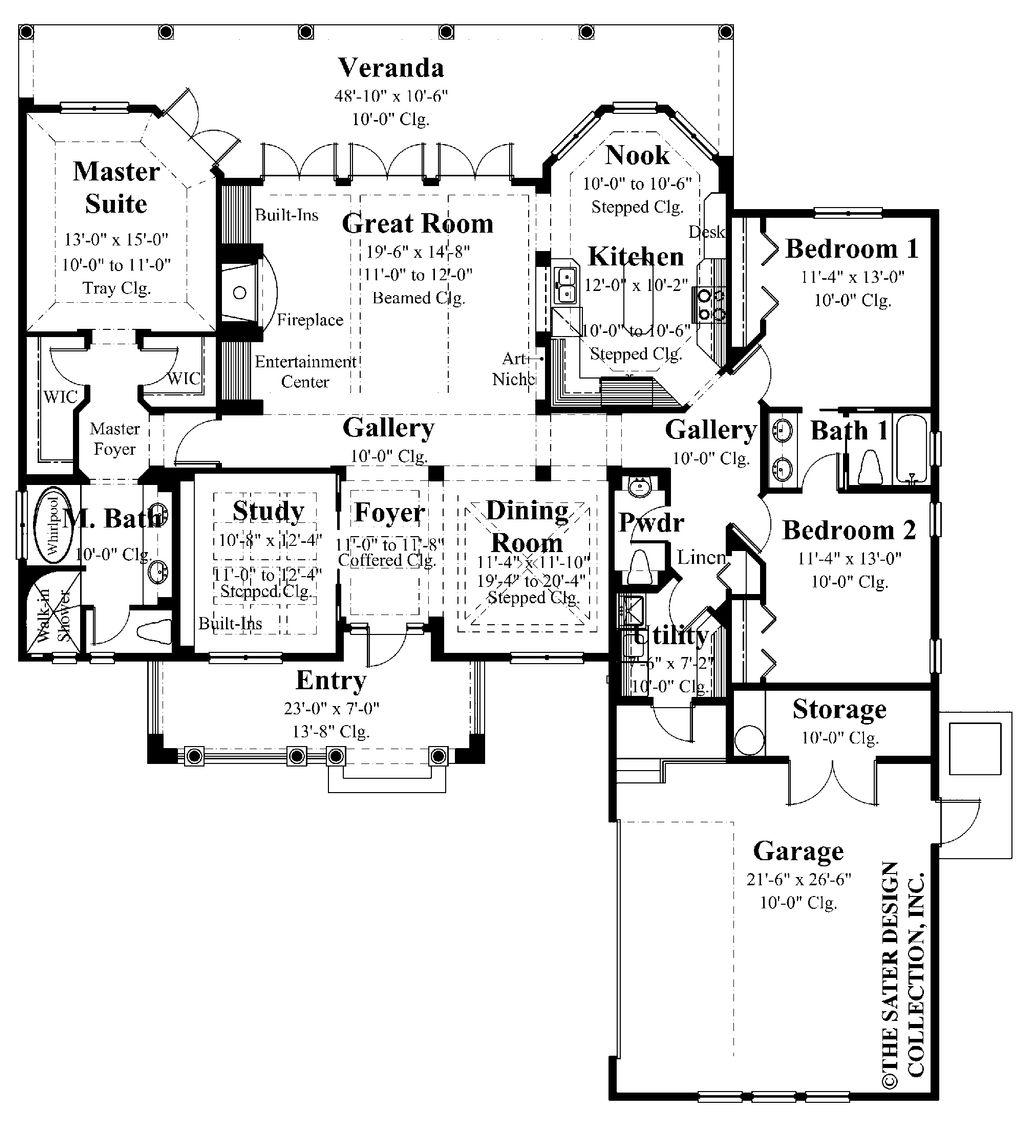 Veranda
48'-10" x 10'-6"
10'-0" Clg.
Master
Suite
13'-0" x 15'-0"
10'-0" to 11'-0"
Tray Clg.
Built-Ins
Great Room
19'-6" x 14'-8"
11'-0" to 12'-0"
Beamed Clg.
Fireplace
Entertainment
Center
Nook
10'-0" to 10'-6"
Stepped Clg.
Desk
Kitchen
12'-0" x 10'-2"
10'-0" to 10'-6"
Stepped Clg.
Art
Niche
Bedroom 1
11'-4" x 13'-0"
10'-0" Clg.
WIC
WIC
Master
Foyer
Gallery
10'-0" Clg.
Gallery
10'-0" Clg.
Bath 1
Whirlpool
M. Bath
10'-0" Clg.
Walk-in
Shower
Study
10'-8" x 12'-4"
11'-0" to 12'-4"
Stepped Clg.
Built-Ins
Foyer
11'-0" to 11'-8"
Coffered Clg.
Dining
Room
11'-4" x 11'-10"
19'-4" to 20'-4"
Stepped Clg.
Pwdr
Linen
Bedroom 2
11'-4" x 13'-0"
10'-0" Clg.
Utility
7'-6" x 7'-2"
10'-0" Clg.
Entry
23'-0" x 7'-0"
13'-8" Clg.
Storage
10'-0" Clg.
Garage
21'-6" x 26'-6"
10'-0" Clg.
©THE SATER DESIGN
COLLECTION, INC.